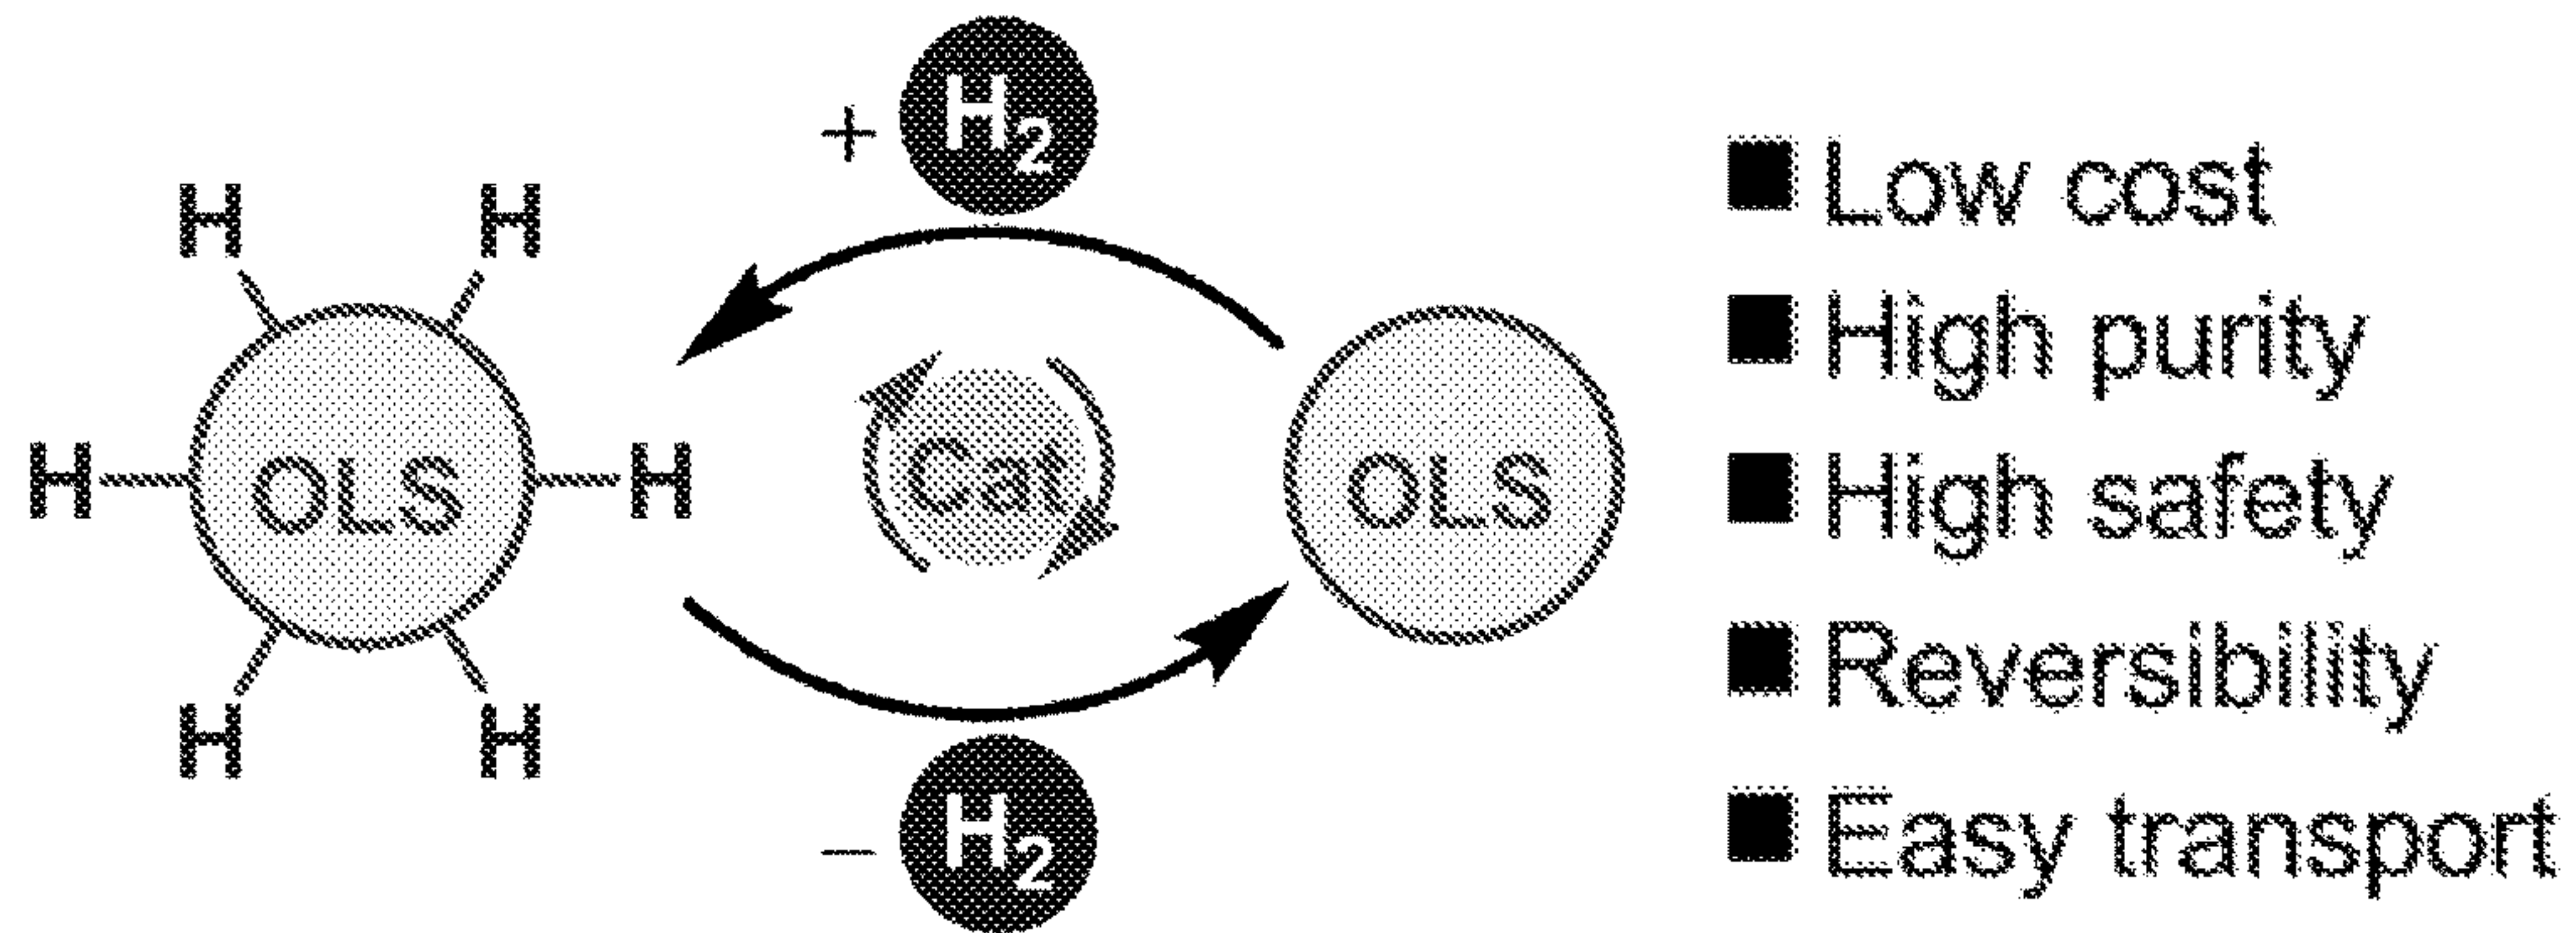 + H2
H H
H OLS H
Cat
OLS
H H
– H2
Low cost
High purity
High safety
Reversibility
Easy transport